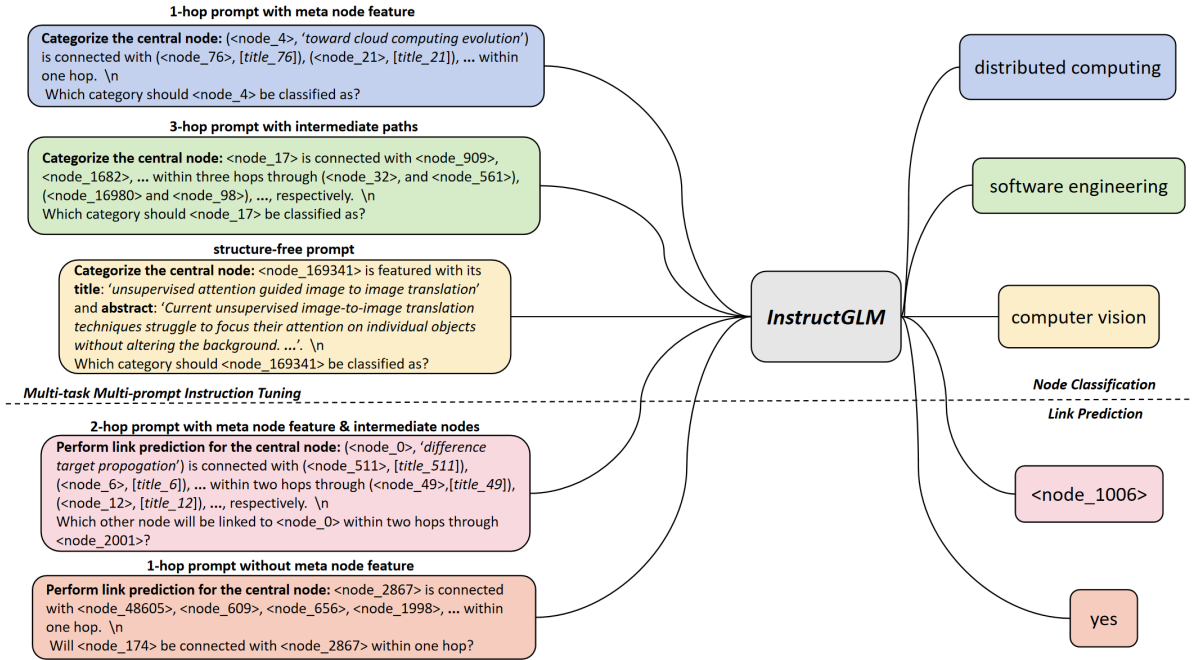 1-hop prompt with meta node feature
Categorize the central node: (<node_4>, ‘toward cloud computing evolution’)
is connected with (<node_76>, [title_76]), (<node_21>, [title_21]), ... within
one hop. \n
Which category should <node_4> be classified as?
3-hop prompt with intermediate paths
Categorize the central node: <node_17> is connected with <node_909>,
<node_1682>, ... within three hops through (<node_32>, and <node_561>),
(<node_16980> and <node_98>), ..., respectively. \n
Which category should <node_17> be classified as?
structure-free prompt
Categorize the central node: <node_169341> is featured with its
title: ‘unsupervised attention guided image to image translation’
and abstract: ‘Current unsupervised image-to-image translation
techniques struggle to focus their attention on individual objects
without altering the background. ...’. \n
Which category should <node_169341> be classified as?
Multi-task Multi-prompt Instruction Tuning
2-hop prompt with meta node feature & intermediate nodes
Perform link prediction for the central node: (<node_0>, ‘difference
target propogation’) is connected with (<node_511>, [title_511]),
(<node_6>, [title_6]), ... within two hops through (<node_49>,[title_49]),
(<node_12>, [title_12]), ..., respectively. \n
Which other node will be linked to <node_0> within two hops through
<node_2001>?
1-hop prompt without meta node feature
Perform link prediction for the central node: <node_2867> is connected
with <node_48605>, <node_609>, <node_656>, <node_1998>, ... within
one hop. \n
Will <node_174> be connected with <node_2867> within one hop?
InstructGLM
distributed computing
software engineering
computer vision
Node Classification
Link Prediction
<node_1006>
yes